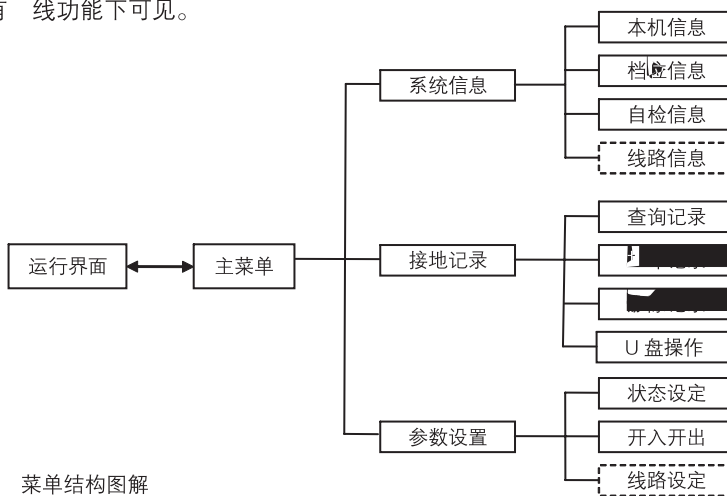 线功能下可见。
本机信息
系统信息
信息
自检信息
线路信息
查询记录
运行界面
主菜单
接地记录
U 盘操作
状态设定
参数设置
开入开出
线路设定
菜单结构图解